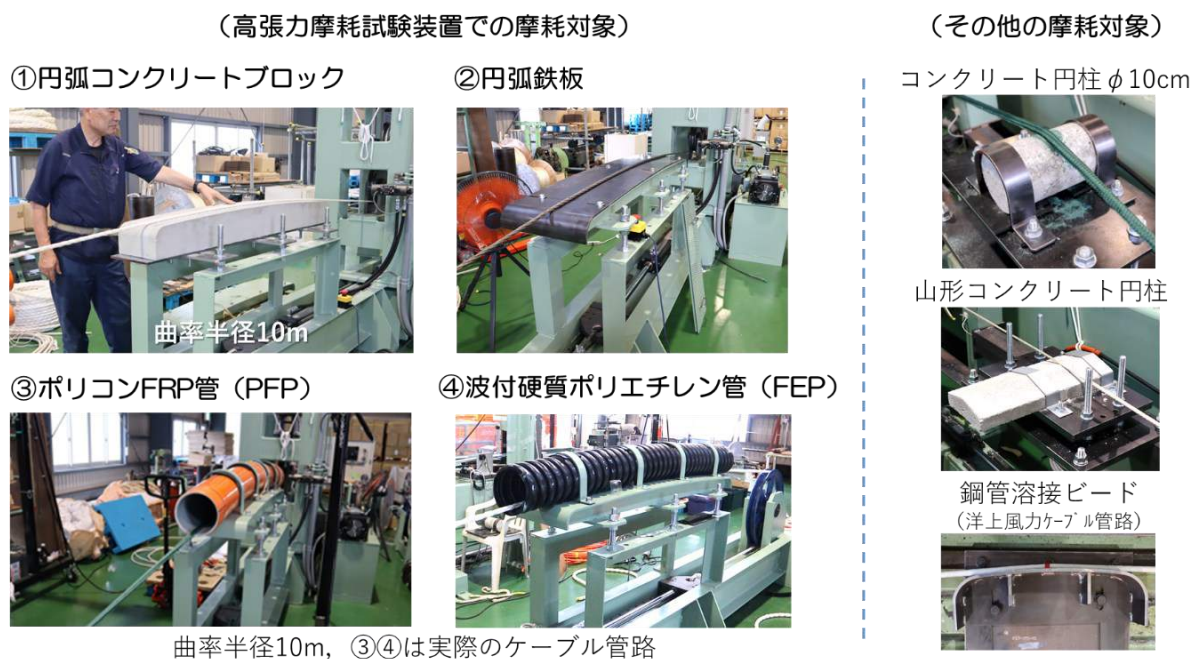 （高張力摩耗試験装置での摩耗対象）
（その他の摩耗対象）
①円弧コンクリートブロック
②円弧鉄板
曲率半径10m
③ポリコンFRP管（PFP）
④波付硬質ポリエチレン管（FEP）
曲率半径10m，③④は実際のケーブル管路
コンクリート円柱φ10cm
山形コンクリート円柱
鋼管溶接ビード
（洋上風力ｹｰﾌﾞﾙ管路）